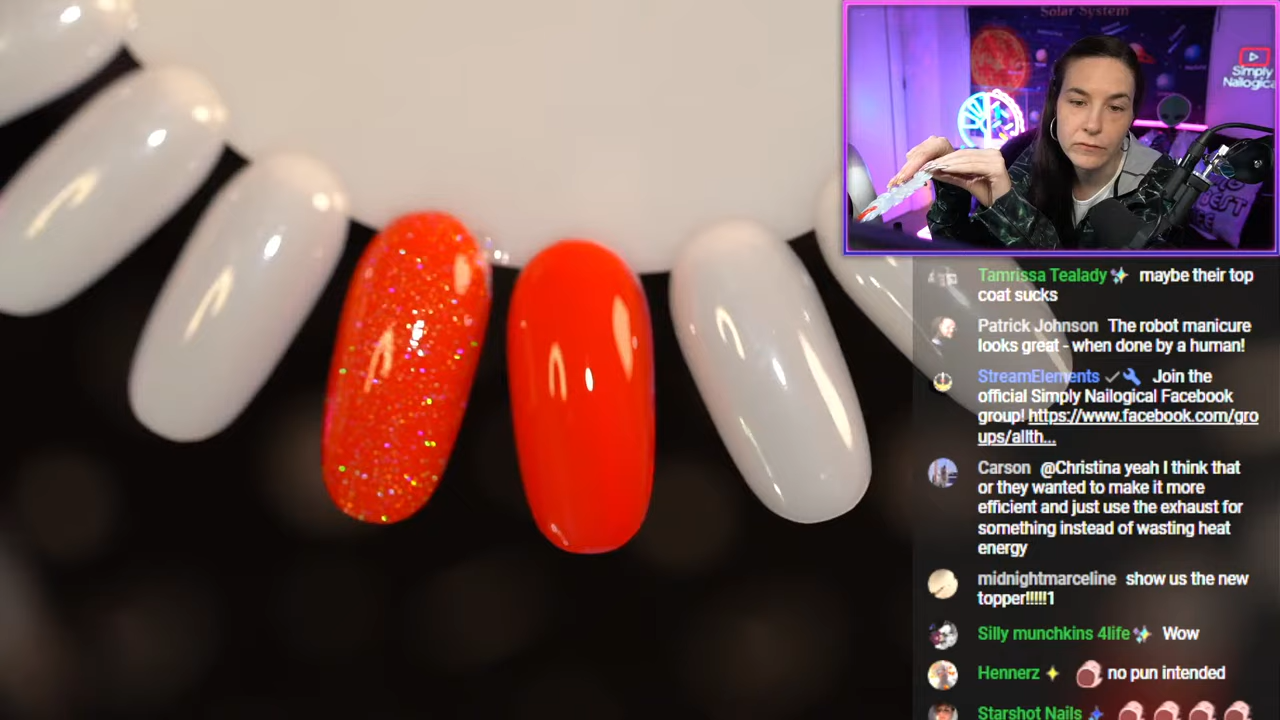 Solar System
Simply
Nailogical
Tamrissa Tealady maybe their top
coat sucks
Patrick Johnson The robot manicure
looks great - when done by a human!
StreamElements Join the
official Simply Nailogical Facebook
group! https://www.facebook.com/gro
ups/allth...
Carson @Christina yeah I think that
or they wanted to make it more
efficient and just use the exhaust for
something instead of wasting heat
energy
midnightmarceline show us the new
topper!!!!!1
Silly munchkins 4life Wow
Hennerz no pun intended
Starshot Nails